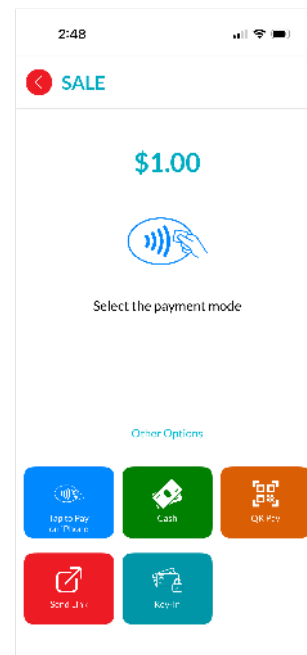 2:48
SALE
$1.00
Select the payment mode
Other Options
Tap to Pay
on iPhone
Cash
QR Pay
Send Link
Key-In